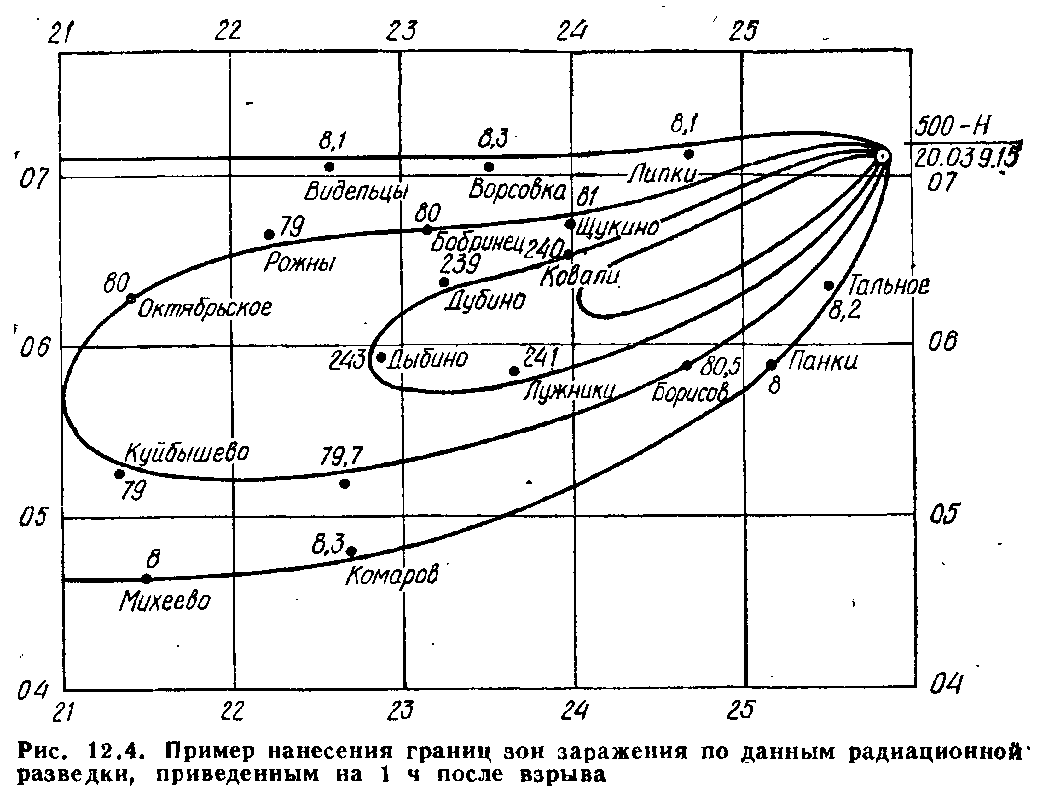 21 22 23 24 25
500-Н
20.03 9.15
8,1 8,3 8,1
07 Видельцы Ворсовка Липки 07
79 80 81
Рожны Бобринец Щукино
239 240
80 Дубино Ковали
Октябрьское Тальное
8,2
06 06
243 Дыбино 241 80,5 Панки
Лужники Борисов 8
Куйбышево 79,7
79
05 05
8 8,3
Михеево Комаров
04 04
21 22 23 24 25
Рис. 12.4. Пример нанесения границ зон заражения по данным радиационной
разведки, приведенным на 1 ч после взрыва